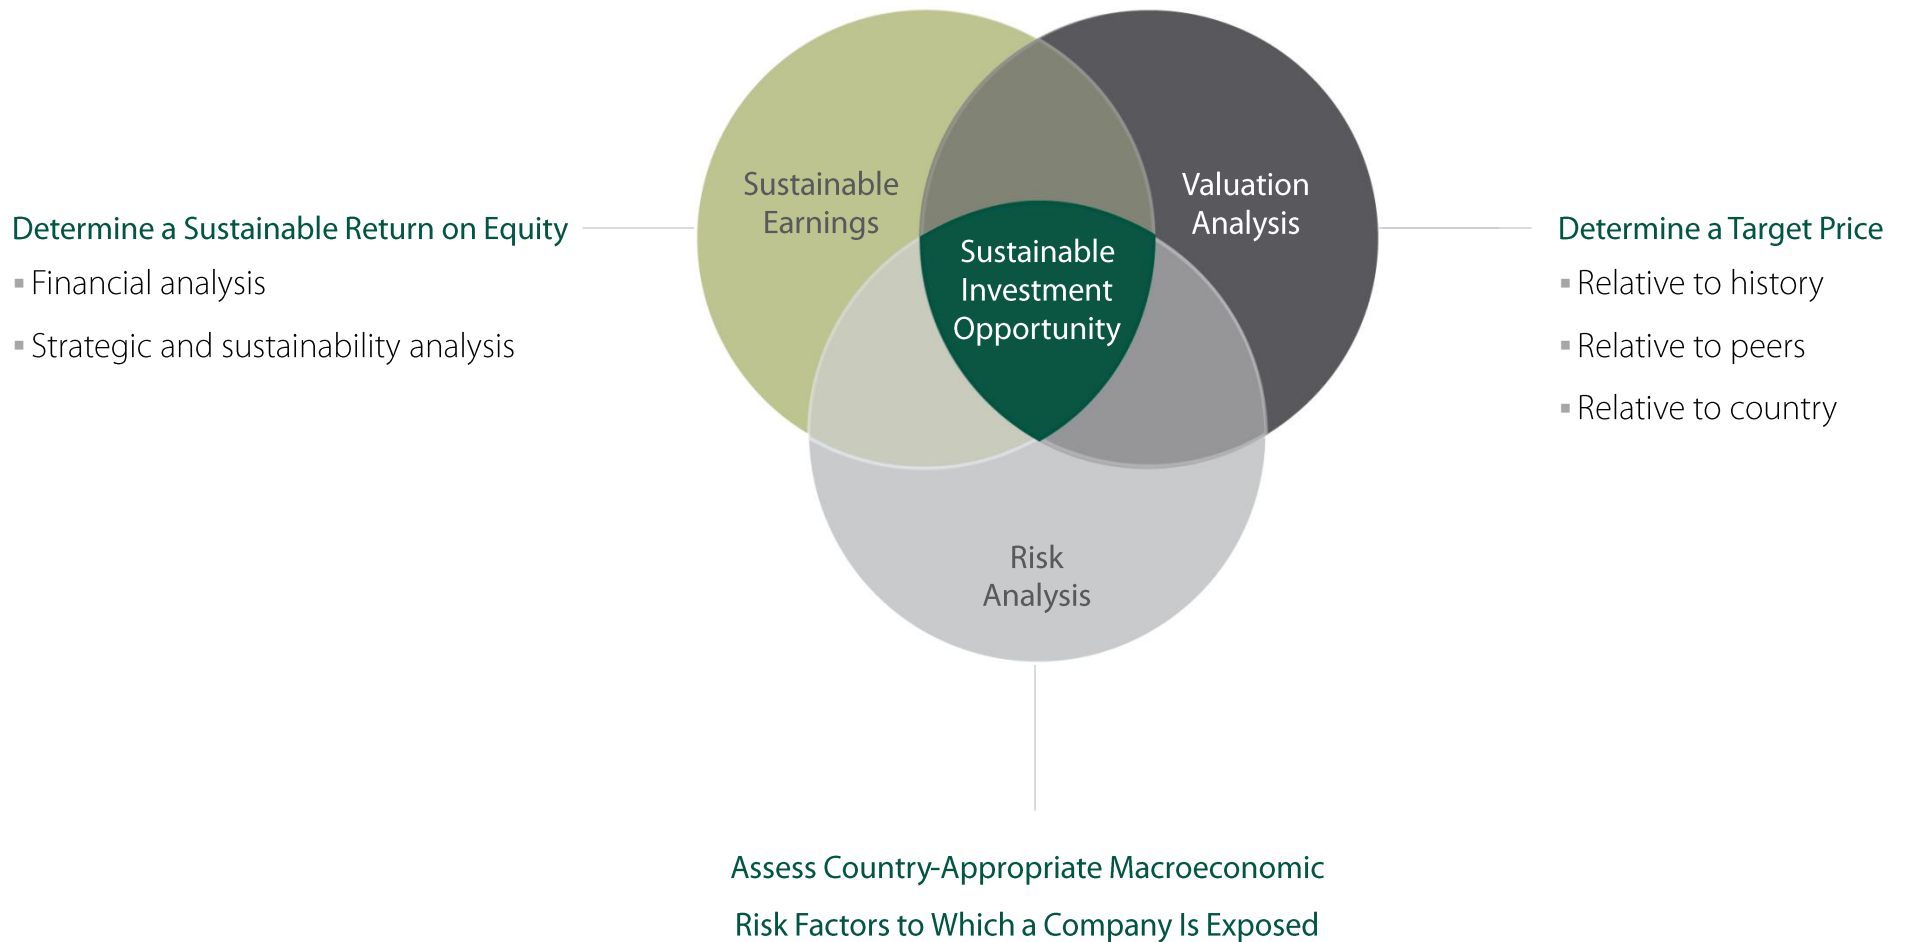 Sustainable
Earnings
Valuation
Analysis
Sustainable
Investment
Opportunity
Risk
Analysis
Determine a Sustainable Return on Equity
▪ Financial analysis
▪ Strategic and sustainability analysis
Determine a Target Price
▪ Relative to history
▪ Relative to peers
▪ Relative to country
Assess Country-Appropriate Macroeconomic
Risk Factors to Which a Company Is Exposed